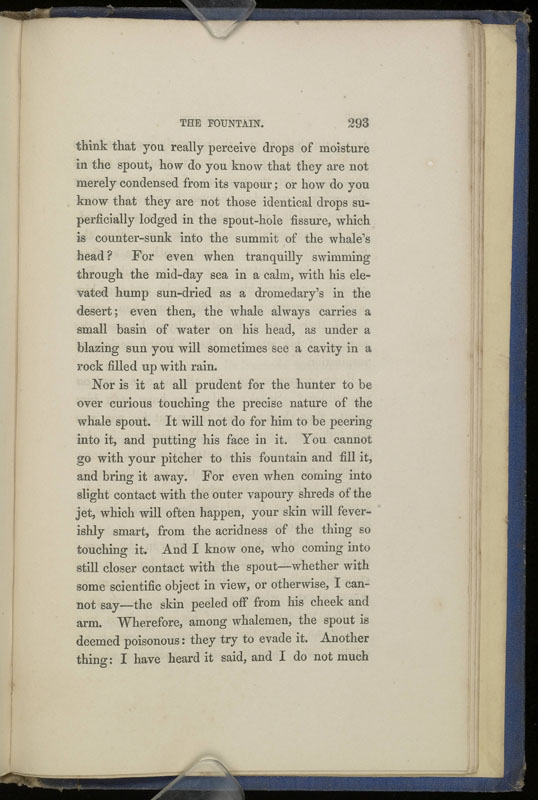 THE FOUNTAIN. 293
think that you really perceive drops of moisture
in the spout, how do you know that they are not
merely condensed from its vapour; or how do you
know that they are not those identical drops su-
perficially lodged in the spout-hole fissure, which
is counter-sunk into the summit of the whale's
head? For even when tranquilly swimming
through the mid-day sea in a calm, with his ele-
vated hump sun-dried as a dromedary's in the
desert; even then, the whale always carries a
small basin of water on his head, as under a
blazing sun you will sometimes see a cavity in a
rock filled up with rain.
Nor is it at all prudent for the hunter to be
over curious touching the precise nature of the
whale spout. It will not do for him to be peering
into it, and putting his face in it. You cannot
go with your pitcher to this fountain and fill it,
and bring it away. For even when coming into
slight contact with the outer vapoury shreds of the
jet, which will often happen, your skin will fever-
ishly smart, from the acridness of the thing so
touching it. And I know one, who coming into
still closer contact with the spout—whether with
some scientific object in view, or otherwise, I can-
not say—the skin peeled off from his cheek and
arm. Wherefore, among whalemen, the spout is
deemed poisonous: they try to evade it. Another
thing: I have heard it said, and I do not much